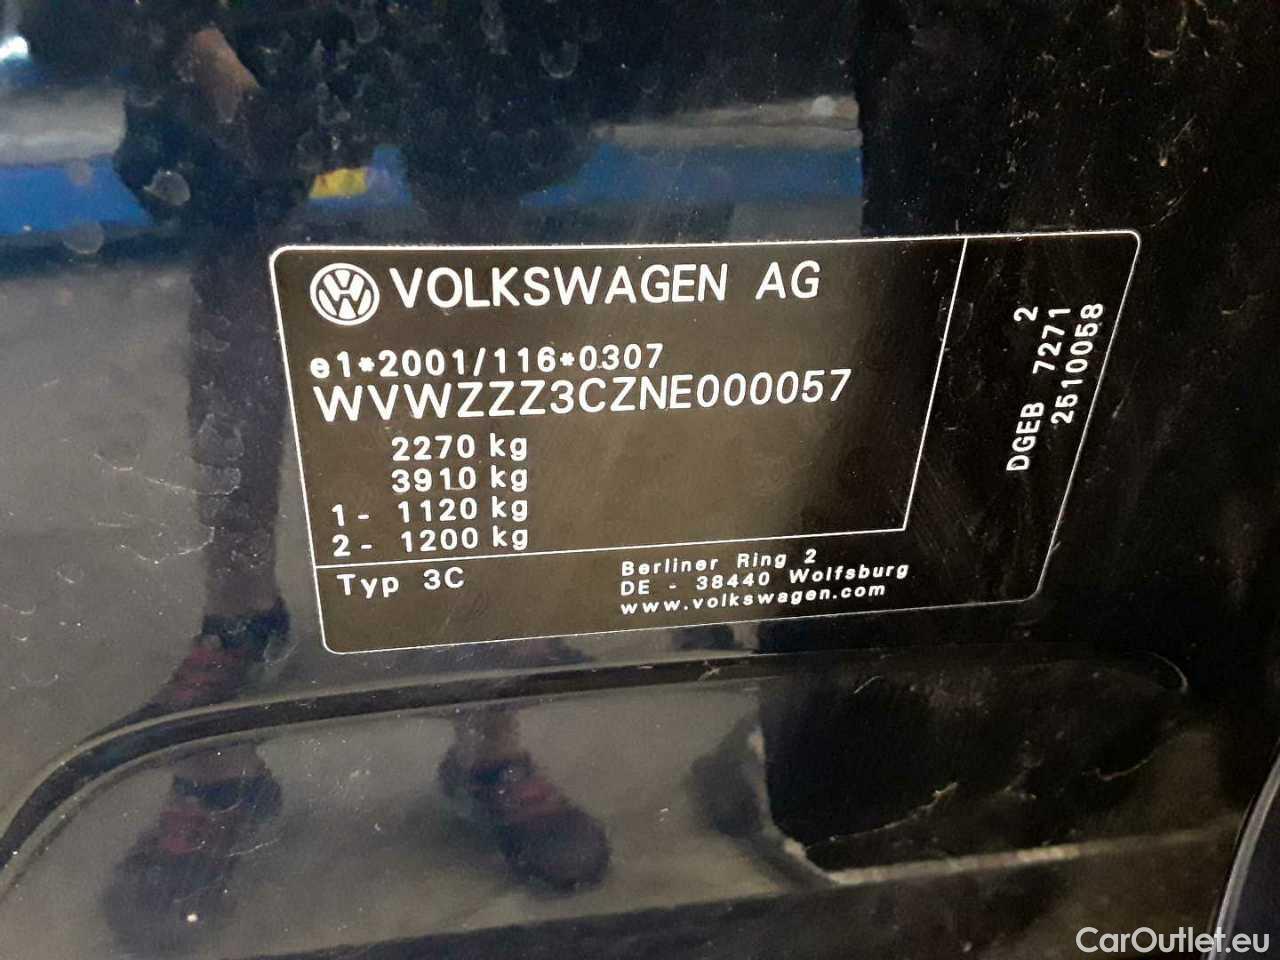 VOLKSWAGEN AG
e1*2001/116*0307
WVWZZZ3CZNE000057
2270 kg
3910 kg
1- 1120 kg
2- 1200 kg
Typ 3C
Berliner Ring 2
DE - 38440 Wolfsburg
www.volkswagen.com
2
DGEB 7271
2510058
CarOutlet.eu